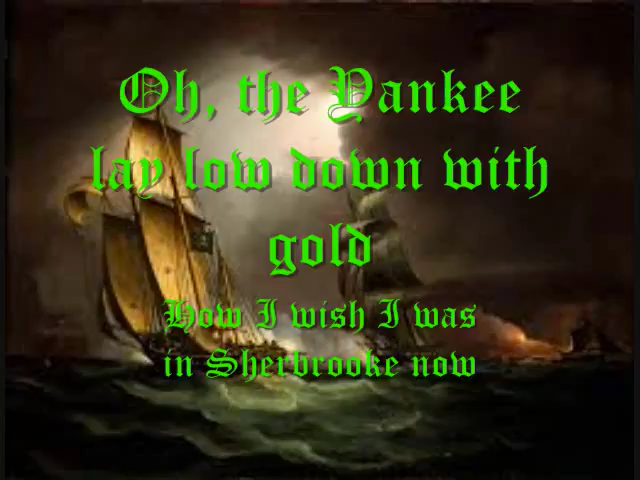 Oh, the Yankee
lay low down with
gold
How I wish I was
in Sherbrooke now